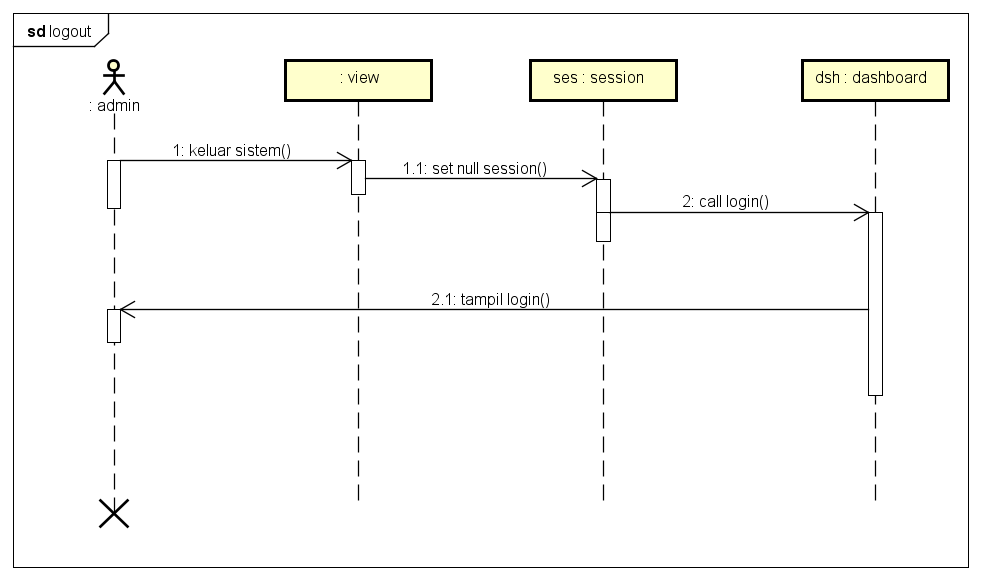 sd logout
: admin
: view
ses : session
dsh : dashboard
1: keluar sistem()
1.1: set null session()
2: call login()
2.1: tampil login()